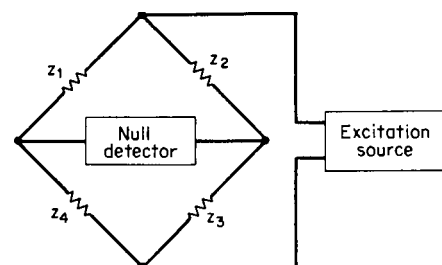 Z1
Z2
Null
detector
Excitation
source
Z4
Z3